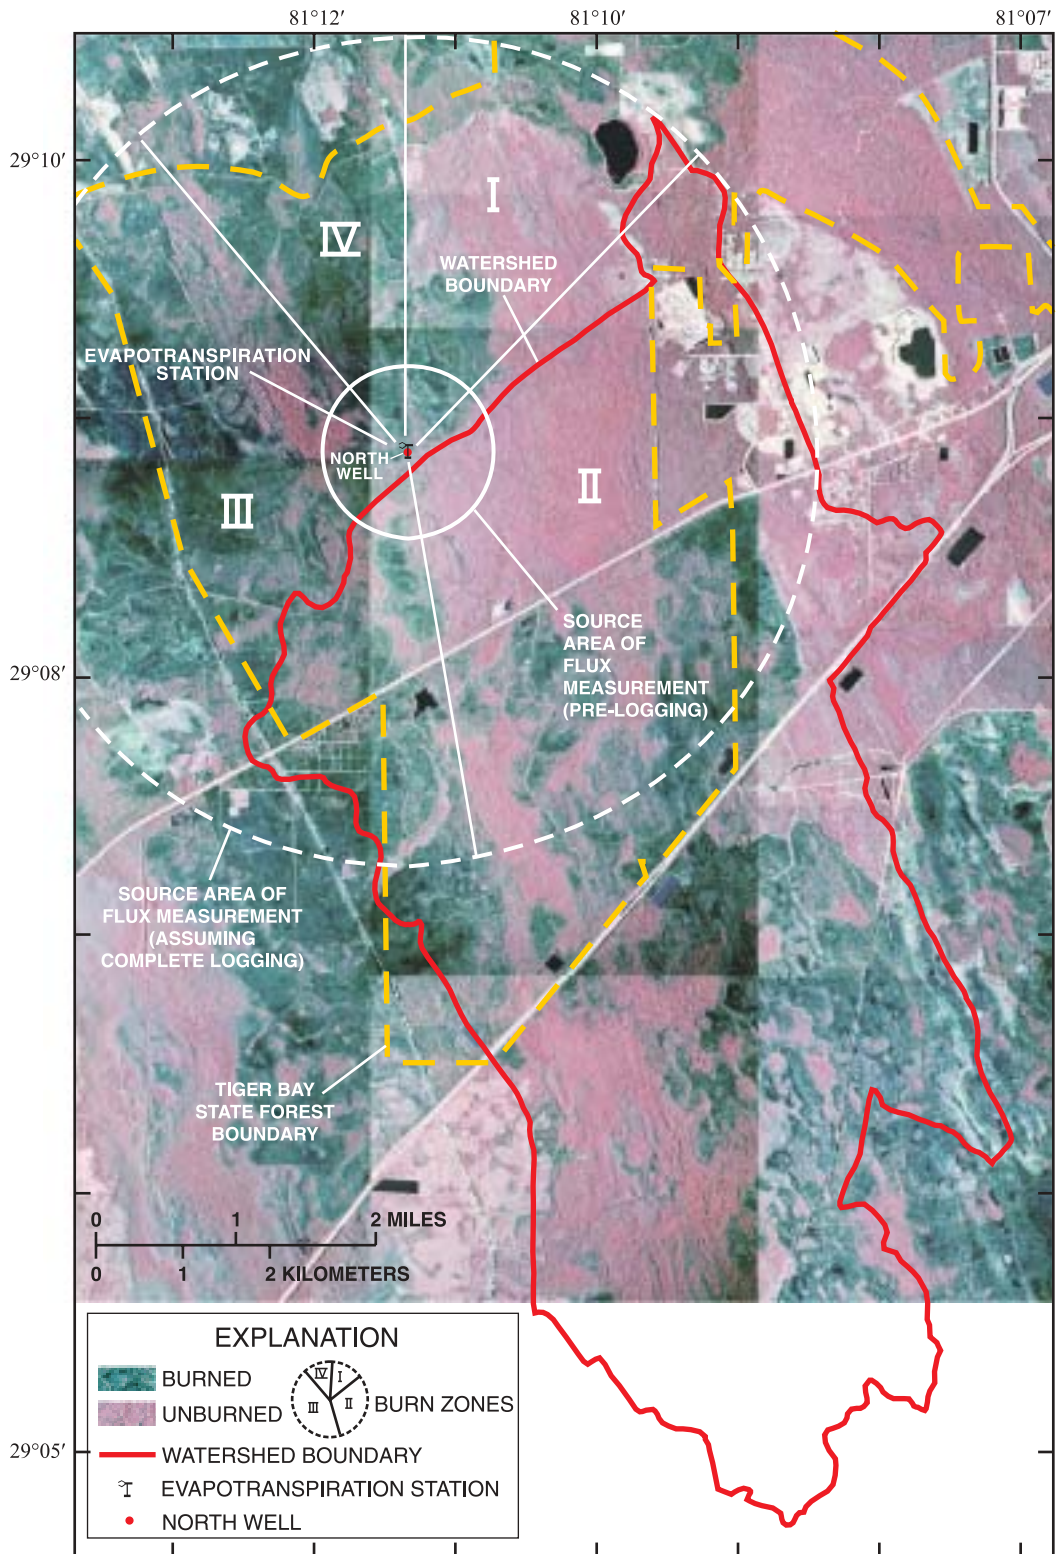 81°12′ 81°10′ 81°07′
29°10′
I
IV
WATERSHED
BOUNDARY
EVAPOTRANSPIRATION
STATION
NORTH
WELL
II
III
SOURCE
AREA OF
FLUX
MEASUREMENT
(PRE-LOGGING)
29°08′
SOURCE AREA OF
FLUX MEASUREMENT
(ASSUMING
COMPLETE LOGGING)
TIGER BAY
STATE FOREST
BOUNDARY
0 1 2 MILES
0 1 2 KILOMETERS
EXPLANATION
BURNED
UNBURNED
IV I
III II
BURN ZONES
WATERSHED BOUNDARY
EVAPOTRANSPIRATION STATION
NORTH WELL
29°05′